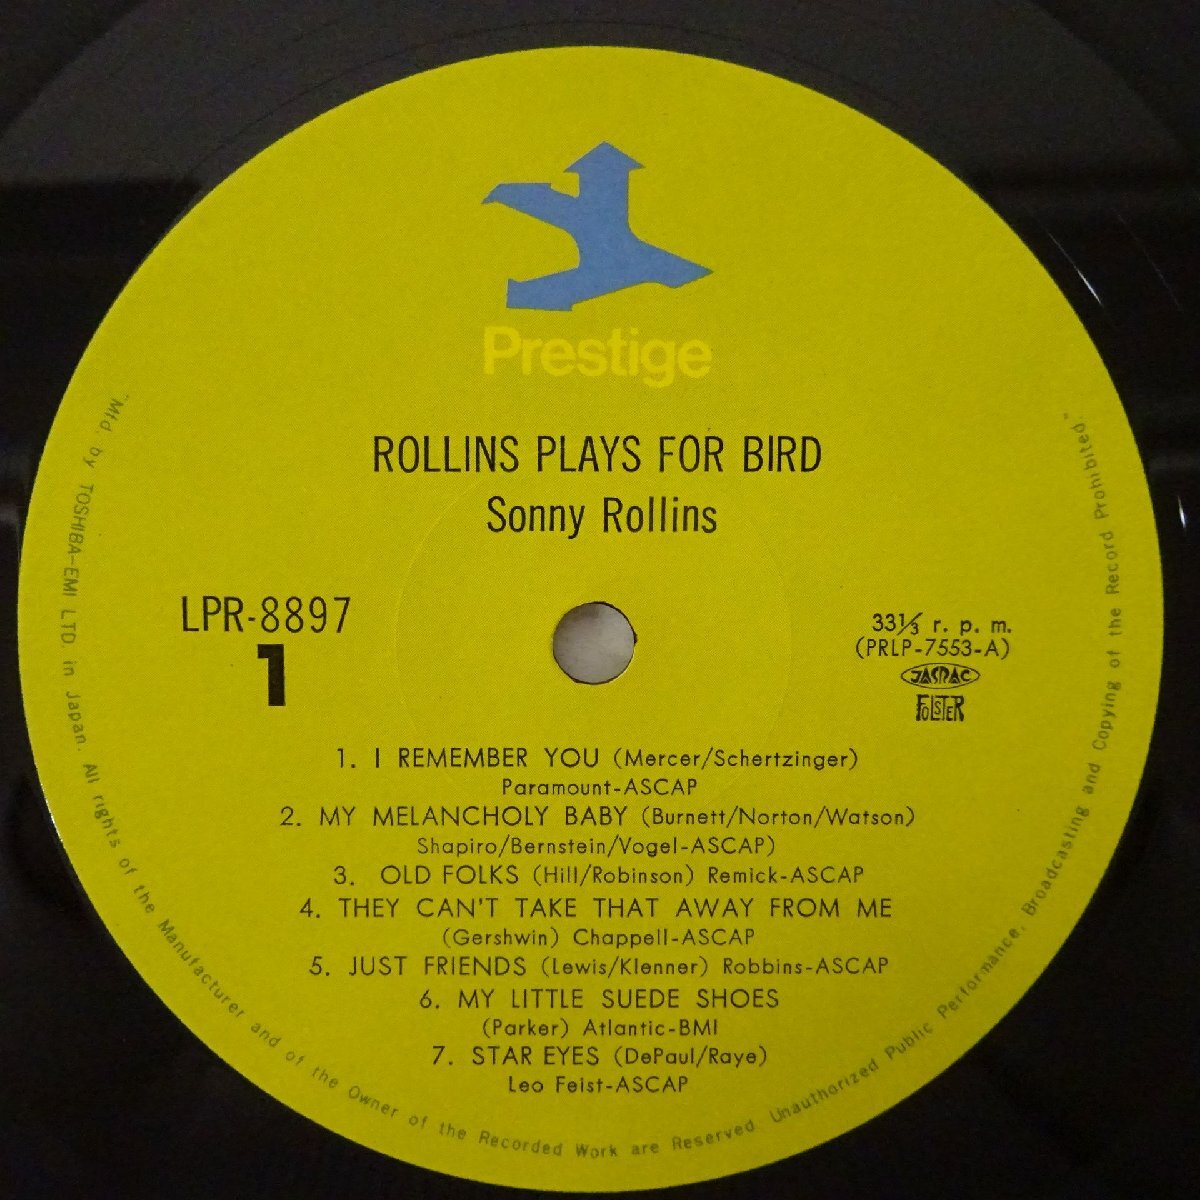 Prestige
ROLLINS PLAYS FOR BIRD
Sonny Rollins
LPR-8897
1
33⅓ r. p. m.
(PRLP-7553-A)
JASRAC
FOLSTER
1. I REMEMBER YOU (Mercer/Schertzinger)
Paramount-ASCAP
2. MY MELANCHOLY BABY (Burnett/Norton/Watson)
Shapiro/Bernstein/Vogel-ASCAP)
3. OLD FOLKS (Hill/Robinson) Remick-ASCAP
4. THEY CAN'T TAKE THAT AWAY FROM ME
(Gershwin) Chappell-ASCAP
5. JUST FRIENDS (Lewis/Klenner) Robbins-ASCAP
6. MY LITTLE SUEDE SHOES
(Parker) Atlantic-BMI
7. STAR EYES (DePaul/Raye)
Leo Feist-ASCAP
"Mfd. by TOSHIBA-EMI LTD. in Japan. All rights of the Manufacturer and of the Owner of the Recorded Work are Reserved. Unauthorized Public Performance, Broadcasting and Copying of the Record Prohibited."